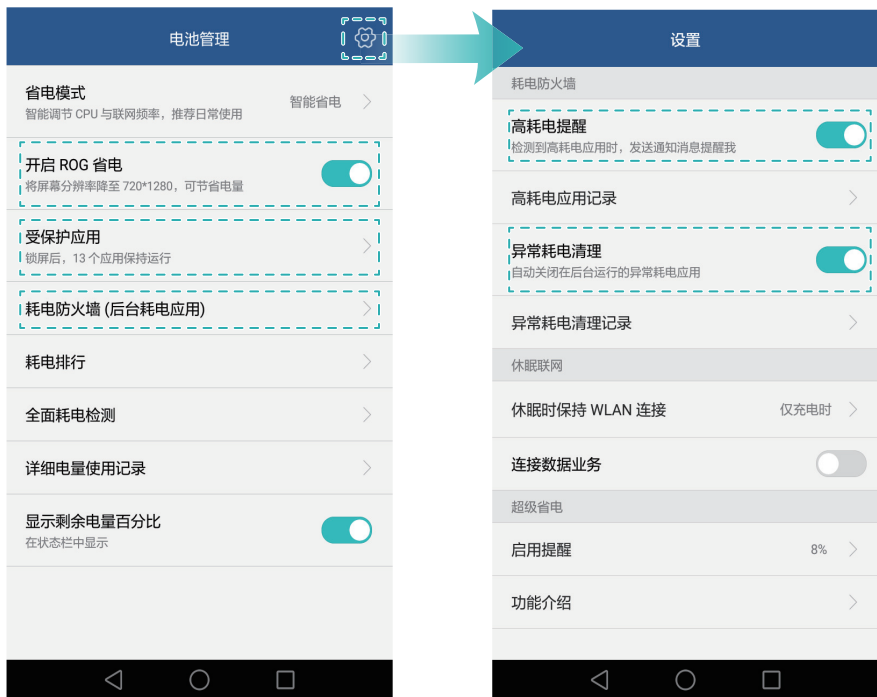 电池管理
省电模式
智能调节 CPU 与联网频率，推荐日常使用
智能省电
开启 ROG 省电
将屏幕分辨率降至 720*1280，可节省电量
受保护应用
锁屏后，13 个应用保持运行
耗电防火墙 (后台耗电应用)
耗电排行
全面耗电检测
详细电量使用记录
显示剩余电量百分比
在状态栏中显示
设置
耗电防火墙
高耗电提醒
检测到高耗电应用时，发送通知消息提醒我
高耗电应用记录
异常耗电清理
自动关闭在后台运行的异常耗电应用
异常耗电清理记录
休眠联网
休眠时保持 WLAN 连接
仅充电时
连接数据业务
超级省电
启用提醒
8%
功能介绍